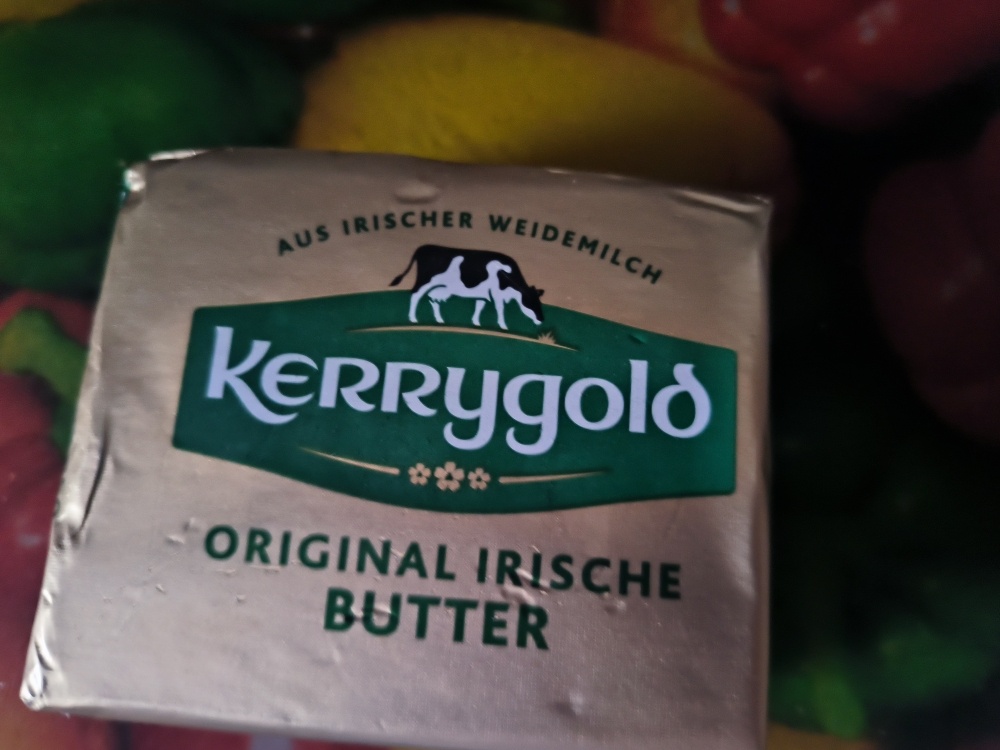 AUS IRISCHER WEIDEMILCH
Kerrygold
ORIGINAL IRISCHE
BUTTER